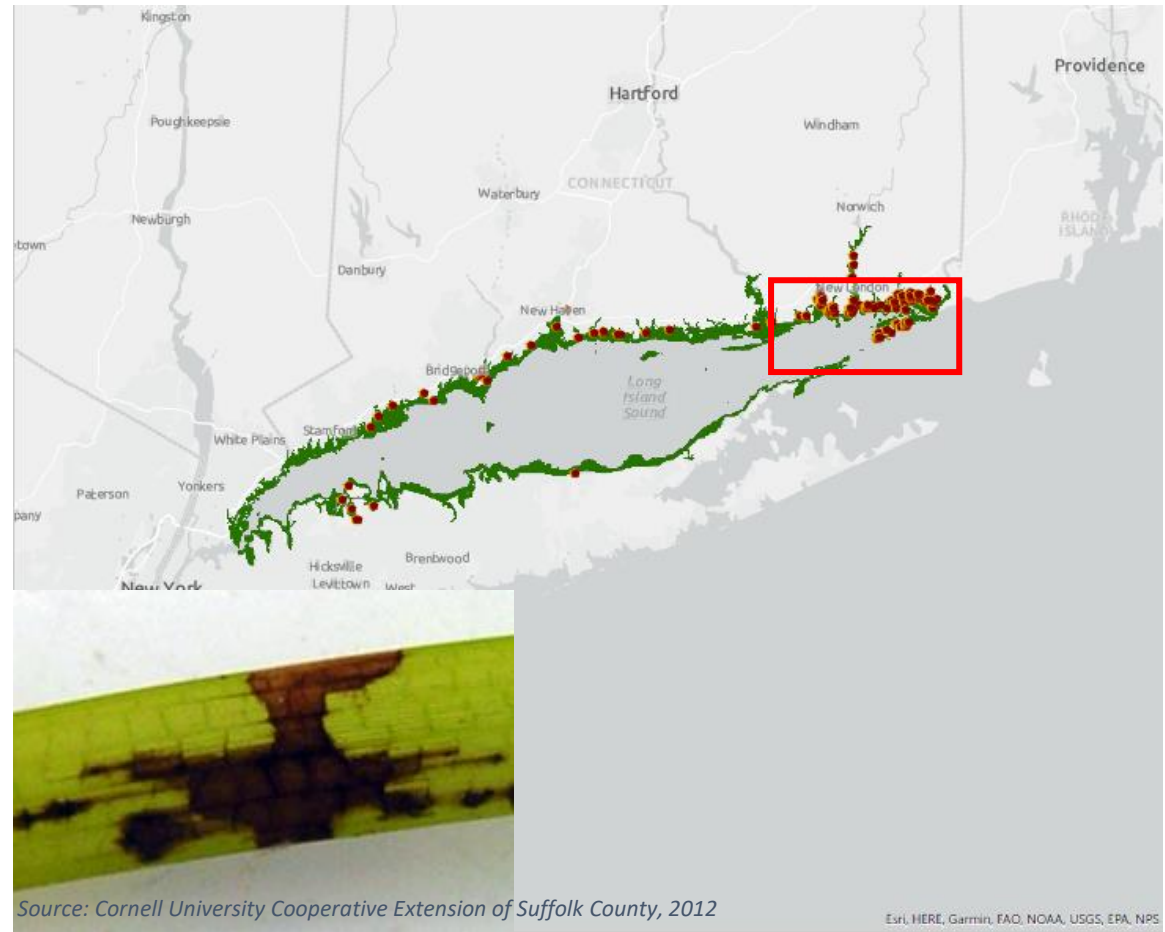 Kingston
Providence
Hartford
Poughkeepsie
Windham
CONNECTICUT
Waterbury
Norwich
Newburgh
RHODE
ISLAND
town
Danbury
New London
New Haven
Bridgeport
Long
Island
Sound
Stamford
White Plains
Yonkers
Paterson
pany
Brentwood
Hicksville
Levittown
West
New York
Source: Cornell University Cooperative Extension of Suffolk County, 2012
Esri, HERE, Garmin, FAO, NOAA, USGS, EPA, NPS